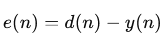 e(n) = d(n) − y(n)